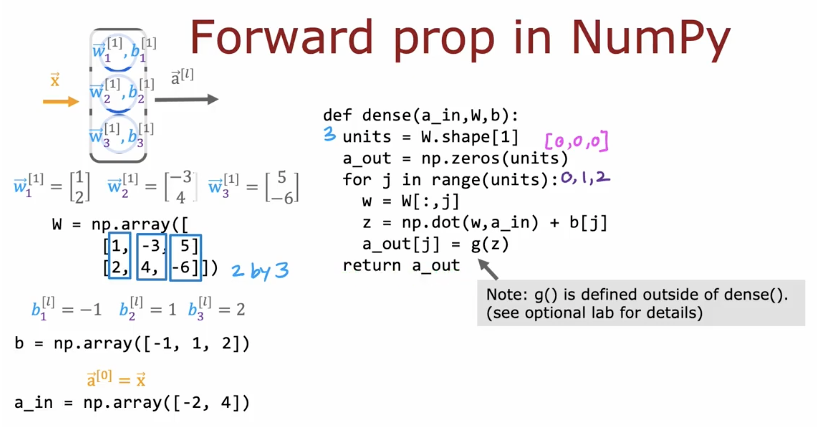 Forward prop in NumPy
x⃗
w⃗₁^[1], b₁^[1]
w⃗₂^[1], b₂^[1]
w⃗₃^[1], b₃^[1]
a⃗^[l]
w⃗₁^[1] = [1 2] w⃗₂^[1] = [−3 4] w⃗₃^[1] = [5 −6]
W = np.array([
[1, -3, 5]
[2, 4, -6]]) 2 by 3
b₁^[l] = −1 b₂^[l] = 1 b₃^[l] = 2
b = np.array([-1, 1, 2])
a⃗^[0] = x⃗
a_in = np.array([-2, 4])
def dense(a_in,W,b):
3 units = W.shape[1] [0,0,0]
a_out = np.zeros(units)
for j in range(units): 0,1,2
w = W[:,j]
z = np.dot(w,a_in) + b[j]
a_out[j] = g(z)
return a_out
Note: g() is defined outside of dense().
(see optional lab for details)